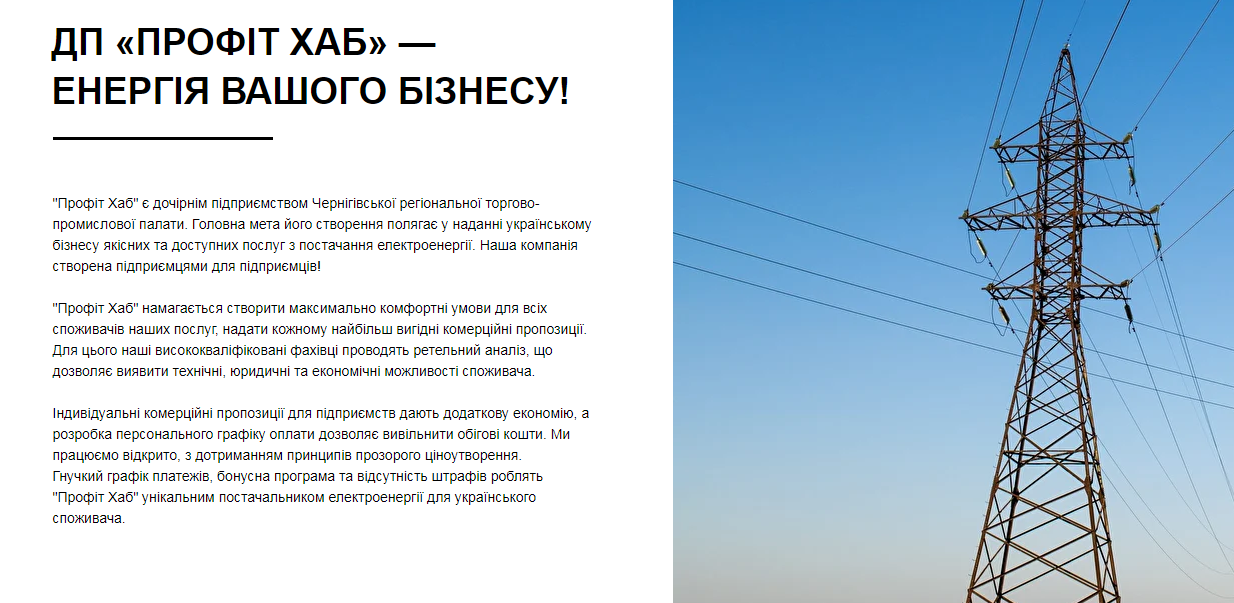 ДП «ПРОФІТ ХАБ» —
ЕНЕРГІЯ ВАШОГО БІЗНЕСУ!
"Профіт Хаб" є дочірнім підприємством Чернігівської регіональної торгово-
промислової палати. Головна мета його створення полягає у наданні українському
бізнесу якісних та доступних послуг з постачання електроенергії. Наша компанія
створена підприємцями для підприємців!
"Профіт Хаб" намагається створити максимально комфортні умови для всіх
споживачів наших послуг, надати кожному найбільш вигідні комерційні пропозиції.
Для цього наші висококваліфіковані фахівці проводять ретельний аналіз, що
дозволяє виявити технічні, юридичні та економічні можливості споживача.
Індивідуальні комерційні пропозиції для підприємств дають додаткову економію, а
розробка персонального графіку оплати дозволяє вивільнити обігові кошти. Ми
працюємо відкрито, з дотриманням принципів прозорого ціноутворення.
Гнучкий графік платежів, бонусна програма та відсутність штрафів роблять
"Профіт Хаб" унікальним постачальником електроенергії для українського
споживача.